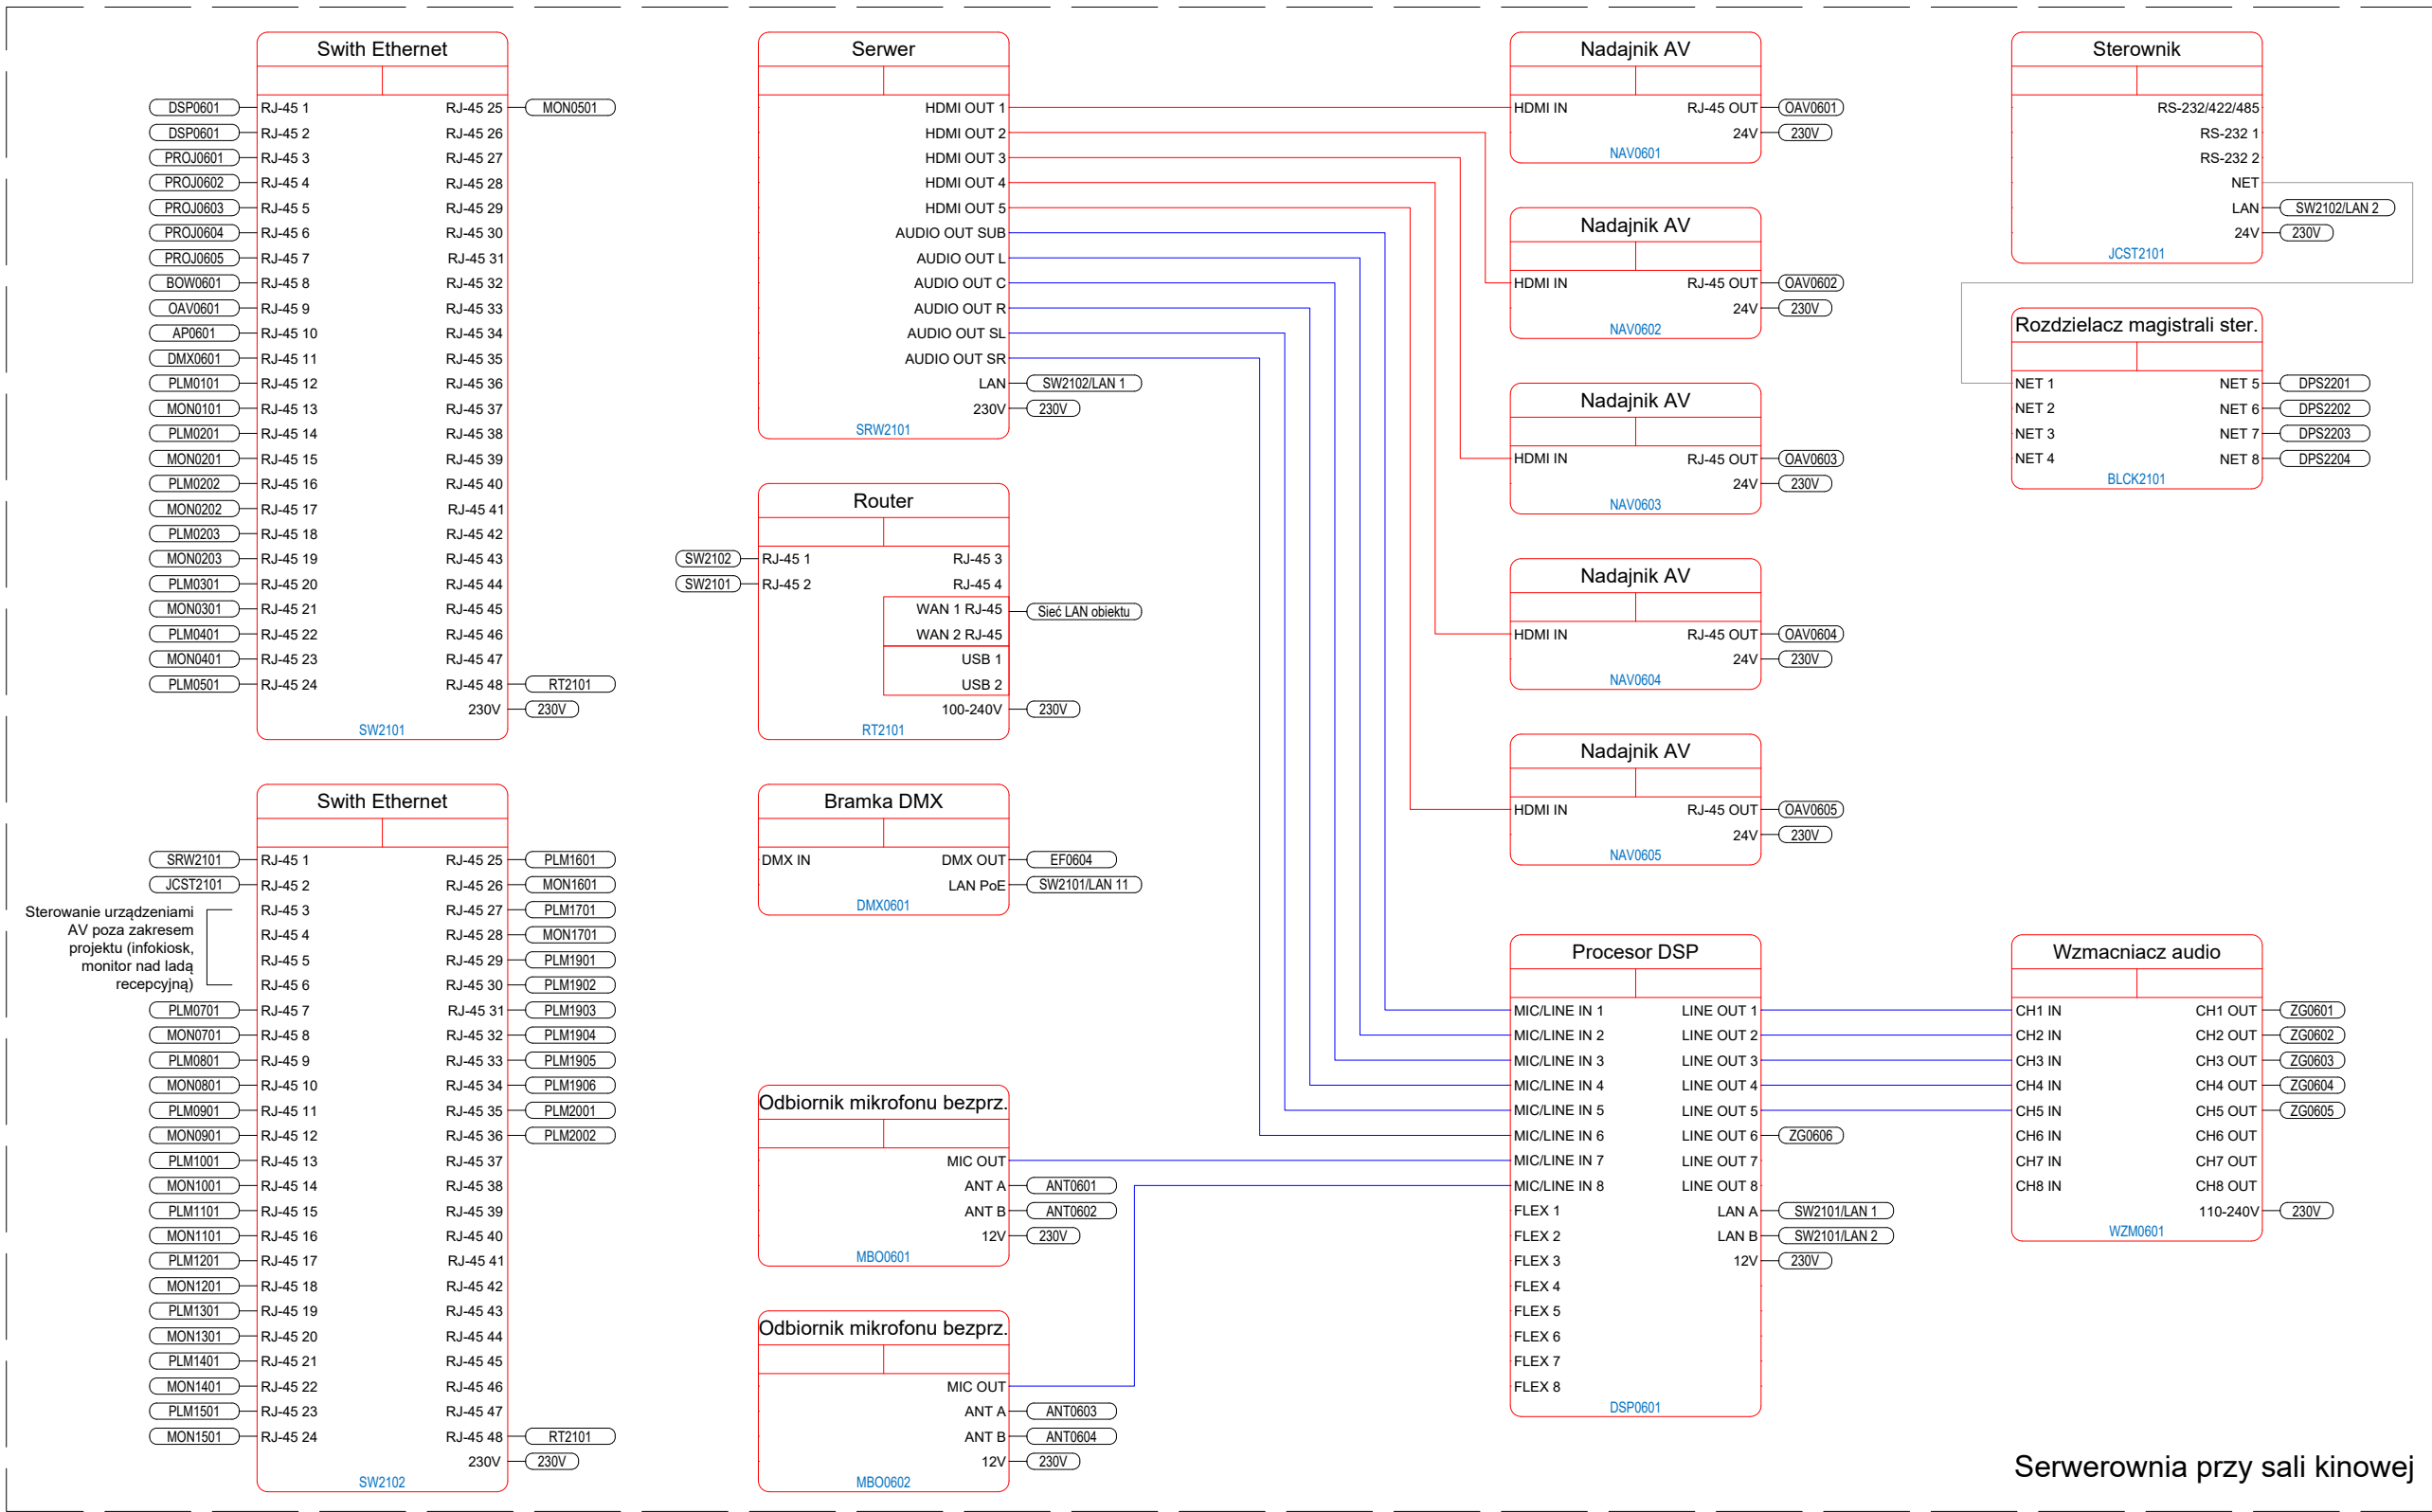 Swith Ethernet
DSP0601 RJ-45 1 RJ-45 25 MON0501
DSP0601 RJ-45 2 RJ-45 26
PROJ0601 RJ-45 3 RJ-45 27
PROJ0602 RJ-45 4 RJ-45 28
PROJ0603 RJ-45 5 RJ-45 29
PROJ0604 RJ-45 6 RJ-45 30
PROJ0605 RJ-45 7 RJ-45 31
BOW0601 RJ-45 8 RJ-45 32
OAV0601 RJ-45 9 RJ-45 33
AP0601 RJ-45 10 RJ-45 34
DMX0601 RJ-45 11 RJ-45 35
PLM0101 RJ-45 12 RJ-45 36
MON0101 RJ-45 13 RJ-45 37
PLM0201 RJ-45 14 RJ-45 38
MON0201 RJ-45 15 RJ-45 39
PLM0202 RJ-45 16 RJ-45 40
MON0202 RJ-45 17 RJ-45 41
PLM0203 RJ-45 18 RJ-45 42
MON0203 RJ-45 19 RJ-45 43
PLM0301 RJ-45 20 RJ-45 44
MON0301 RJ-45 21 RJ-45 45
PLM0401 RJ-45 22 RJ-45 46
MON0401 RJ-45 23 RJ-45 47
PLM0501 RJ-45 24 RJ-45 48 RT2101
230V 230V
SW2101
Swith Ethernet
SRW2101 RJ-45 1 RJ-45 25 PLM1601
JCST2101 RJ-45 2 RJ-45 26 MON1601
RJ-45 3 RJ-45 27 PLM1701
RJ-45 4 RJ-45 28 MON1701
RJ-45 5 RJ-45 29 PLM1901
RJ-45 6 RJ-45 30 PLM1902
Sterowanie urządzeniami
AV poza zakresem
projektu (infokiosk,
monitor nad ladą
recepcyjną)
PLM0701 RJ-45 7 RJ-45 31 PLM1903
MON0701 RJ-45 8 RJ-45 32 PLM1904
PLM0801 RJ-45 9 RJ-45 33 PLM1905
MON0801 RJ-45 10 RJ-45 34 PLM1906
PLM0901 RJ-45 11 RJ-45 35 PLM2001
MON0901 RJ-45 12 RJ-45 36 PLM2002
PLM1001 RJ-45 13 RJ-45 37
MON1001 RJ-45 14 RJ-45 38
PLM1101 RJ-45 15 RJ-45 39
MON1101 RJ-45 16 RJ-45 40
PLM1201 RJ-45 17 RJ-45 41
MON1201 RJ-45 18 RJ-45 42
PLM1301 RJ-45 19 RJ-45 43
MON1301 RJ-45 20 RJ-45 44
PLM1401 RJ-45 21 RJ-45 45
MON1401 RJ-45 22 RJ-45 46
PLM1501 RJ-45 23 RJ-45 47
MON1501 RJ-45 24 RJ-45 48 RT2101
230V 230V
SW2102
Serwer
HDMI OUT 1
HDMI OUT 2
HDMI OUT 3
HDMI OUT 4
HDMI OUT 5
AUDIO OUT SUB
AUDIO OUT L
AUDIO OUT C
AUDIO OUT R
AUDIO OUT SL
AUDIO OUT SR
LAN SW2102/LAN 1
230V 230V
SRW2101
Router
SW2102 RJ-45 1 RJ-45 3
SW2101 RJ-45 2 RJ-45 4
WAN 1 RJ-45 Sieć LAN obiektu
WAN 2 RJ-45
USB 1
USB 2
100-240V 230V
RT2101
Bramka DMX
DMX IN DMX OUT EF0604
LAN PoE SW2101/LAN 11
DMX0601
Odbiornik mikrofonu bezprz.
MIC OUT
ANT A ANT0601
ANT B ANT0602
12V 230V
MBO0601
Odbiornik mikrofonu bezprz.
MIC OUT
ANT A ANT0603
ANT B ANT0604
12V 230V
MBO0602
Nadajnik AV
HDMI IN RJ-45 OUT OAV0601
24V 230V
NAV0601
Nadajnik AV
HDMI IN RJ-45 OUT OAV0602
24V 230V
NAV0602
Nadajnik AV
HDMI IN RJ-45 OUT OAV0603
24V 230V
NAV0603
Nadajnik AV
HDMI IN RJ-45 OUT OAV0604
24V 230V
NAV0604
Nadajnik AV
HDMI IN RJ-45 OUT OAV0605
24V 230V
NAV0605
Procesor DSP
MIC/LINE IN 1 LINE OUT 1
MIC/LINE IN 2 LINE OUT 2
MIC/LINE IN 3 LINE OUT 3
MIC/LINE IN 4 LINE OUT 4
MIC/LINE IN 5 LINE OUT 5
MIC/LINE IN 6 LINE OUT 6 ZG0606
MIC/LINE IN 7 LINE OUT 7
MIC/LINE IN 8 LINE OUT 8
FLEX 1 LAN A SW2101/LAN 1
FLEX 2 LAN B SW2101/LAN 2
FLEX 3 12V 230V
FLEX 4
FLEX 5
FLEX 6
FLEX 7
FLEX 8
DSP0601
Sterownik
RS-232/422/485
RS-232 1
RS-232 2
NET
LAN SW2102/LAN 2
24V 230V
JCST2101
Rozdzielacz magistrali ster.
NET 1 NET 5 DPS2201
NET 2 NET 6 DPS2202
NET 3 NET 7 DPS2203
NET 4 NET 8 DPS2204
BLCK2101
Wzmacniacz audio
CH1 IN CH1 OUT ZG0601
CH2 IN CH2 OUT ZG0602
CH3 IN CH3 OUT ZG0603
CH4 IN CH4 OUT ZG0604
CH5 IN CH5 OUT ZG0605
CH6 IN CH6 OUT
CH7 IN CH7 OUT
CH8 IN CH8 OUT
110-240V 230V
WZM0601
Serwerownia przy sali kinowej